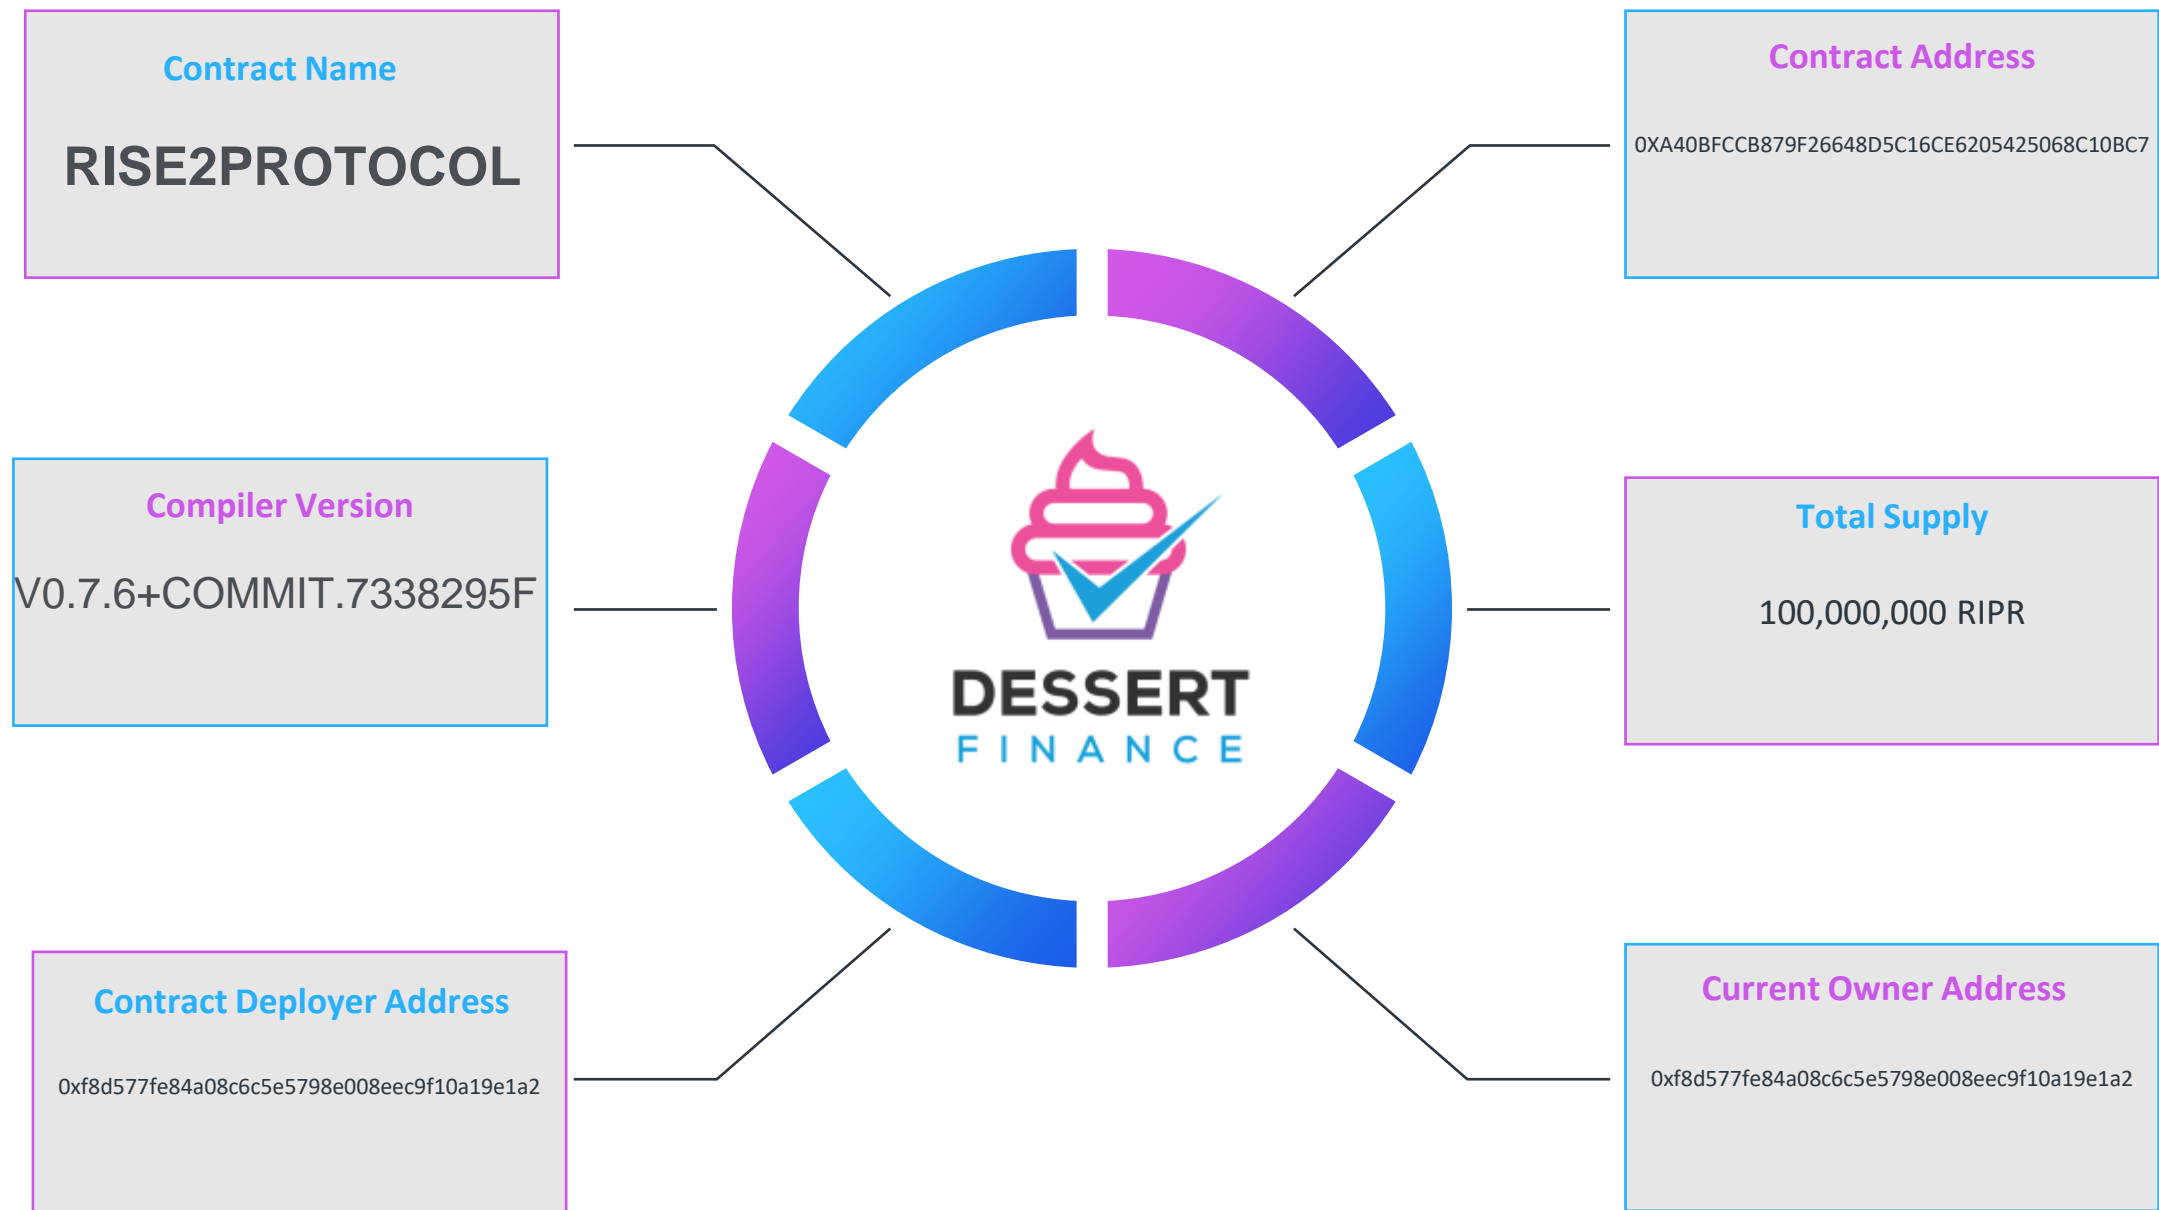 Contract Name
RISE2PROTOCOL
Contract Address
0XA40BFCCB879F26648D5C16CE6205425068C10BC7
Compiler Version
V0.7.6+COMMIT.7338295F
Total Supply
100,000,000 RIPR
DESSERT
FINANCE
Contract Deployer Address
0xf8d577fe84a08c6c5e5798e008eec9f10a19e1a2
Current Owner Address
0xf8d577fe84a08c6c5e5798e008eec9f10a19e1a2